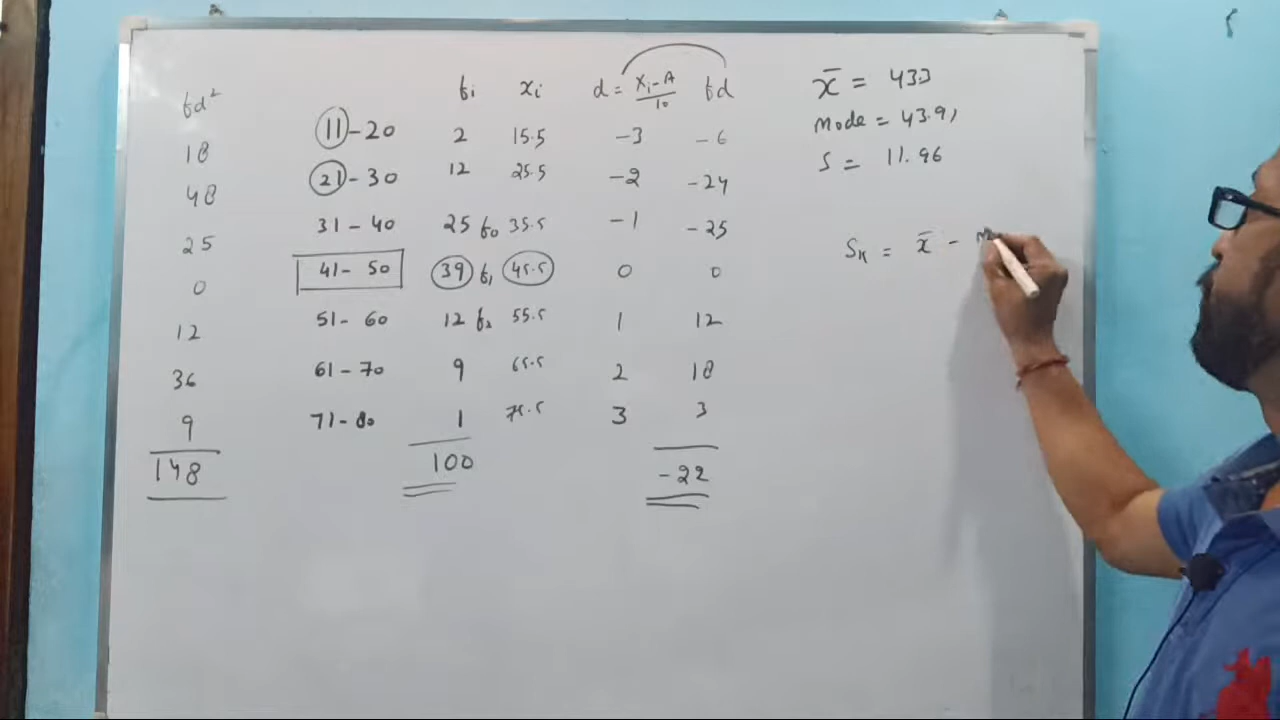 fd² fi xi d = xi-A/10 fd
18 11-20 2 15.5 -3 -6
48 21-30 12 25.5 -2 -24
25 31-40 25 f₀ 35.5 -1 -25
0 41-50 39 f₁ 45.5 0 0
12 51-60 12 f₂ 55.5 1 12
36 61-70 9 65.5 2 18
9 71-80 1 75.5 3 3
148 100 -22
x̄ = 43.3
Mode = 43.91
S = 11.96
Sk = x̄ - Mo